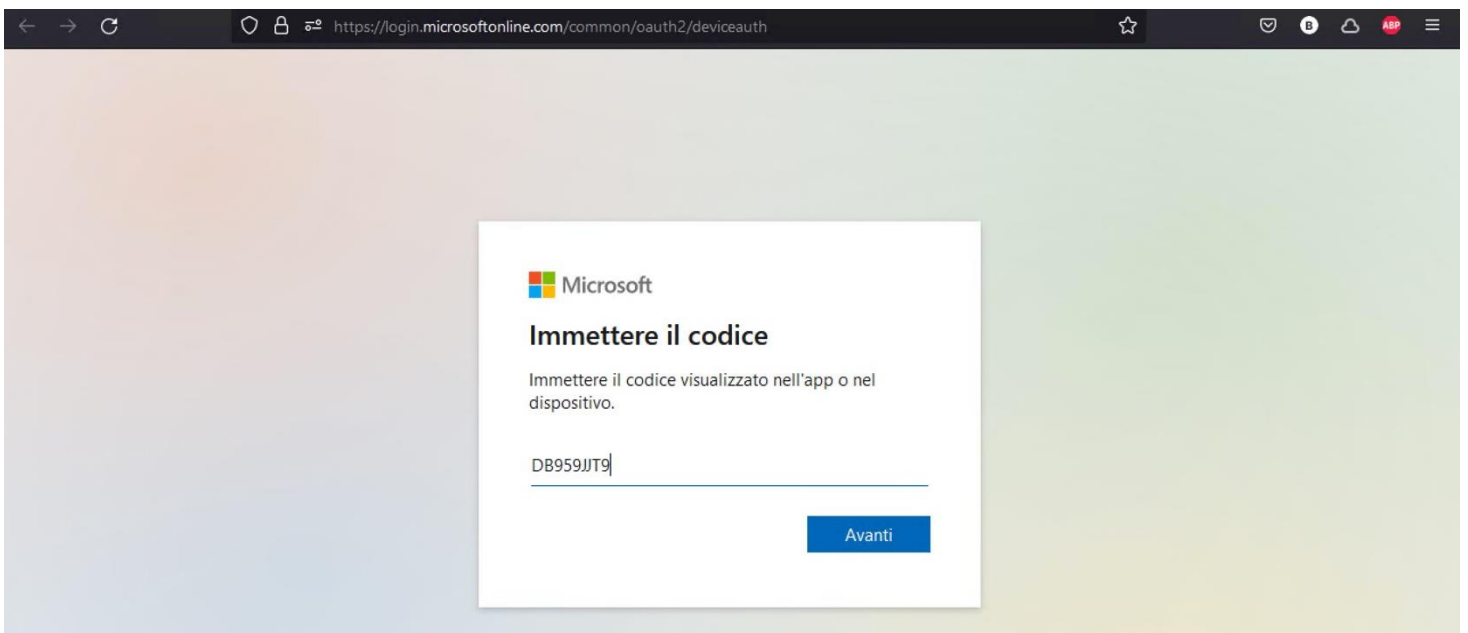 https://login.microsoftonline.com/common/oauth2/deviceauth
B
ABP
Microsoft
Immettere il codice
Immettere il codice visualizzato nell'app o nel
dispositivo.
DB959JJT9
Avanti